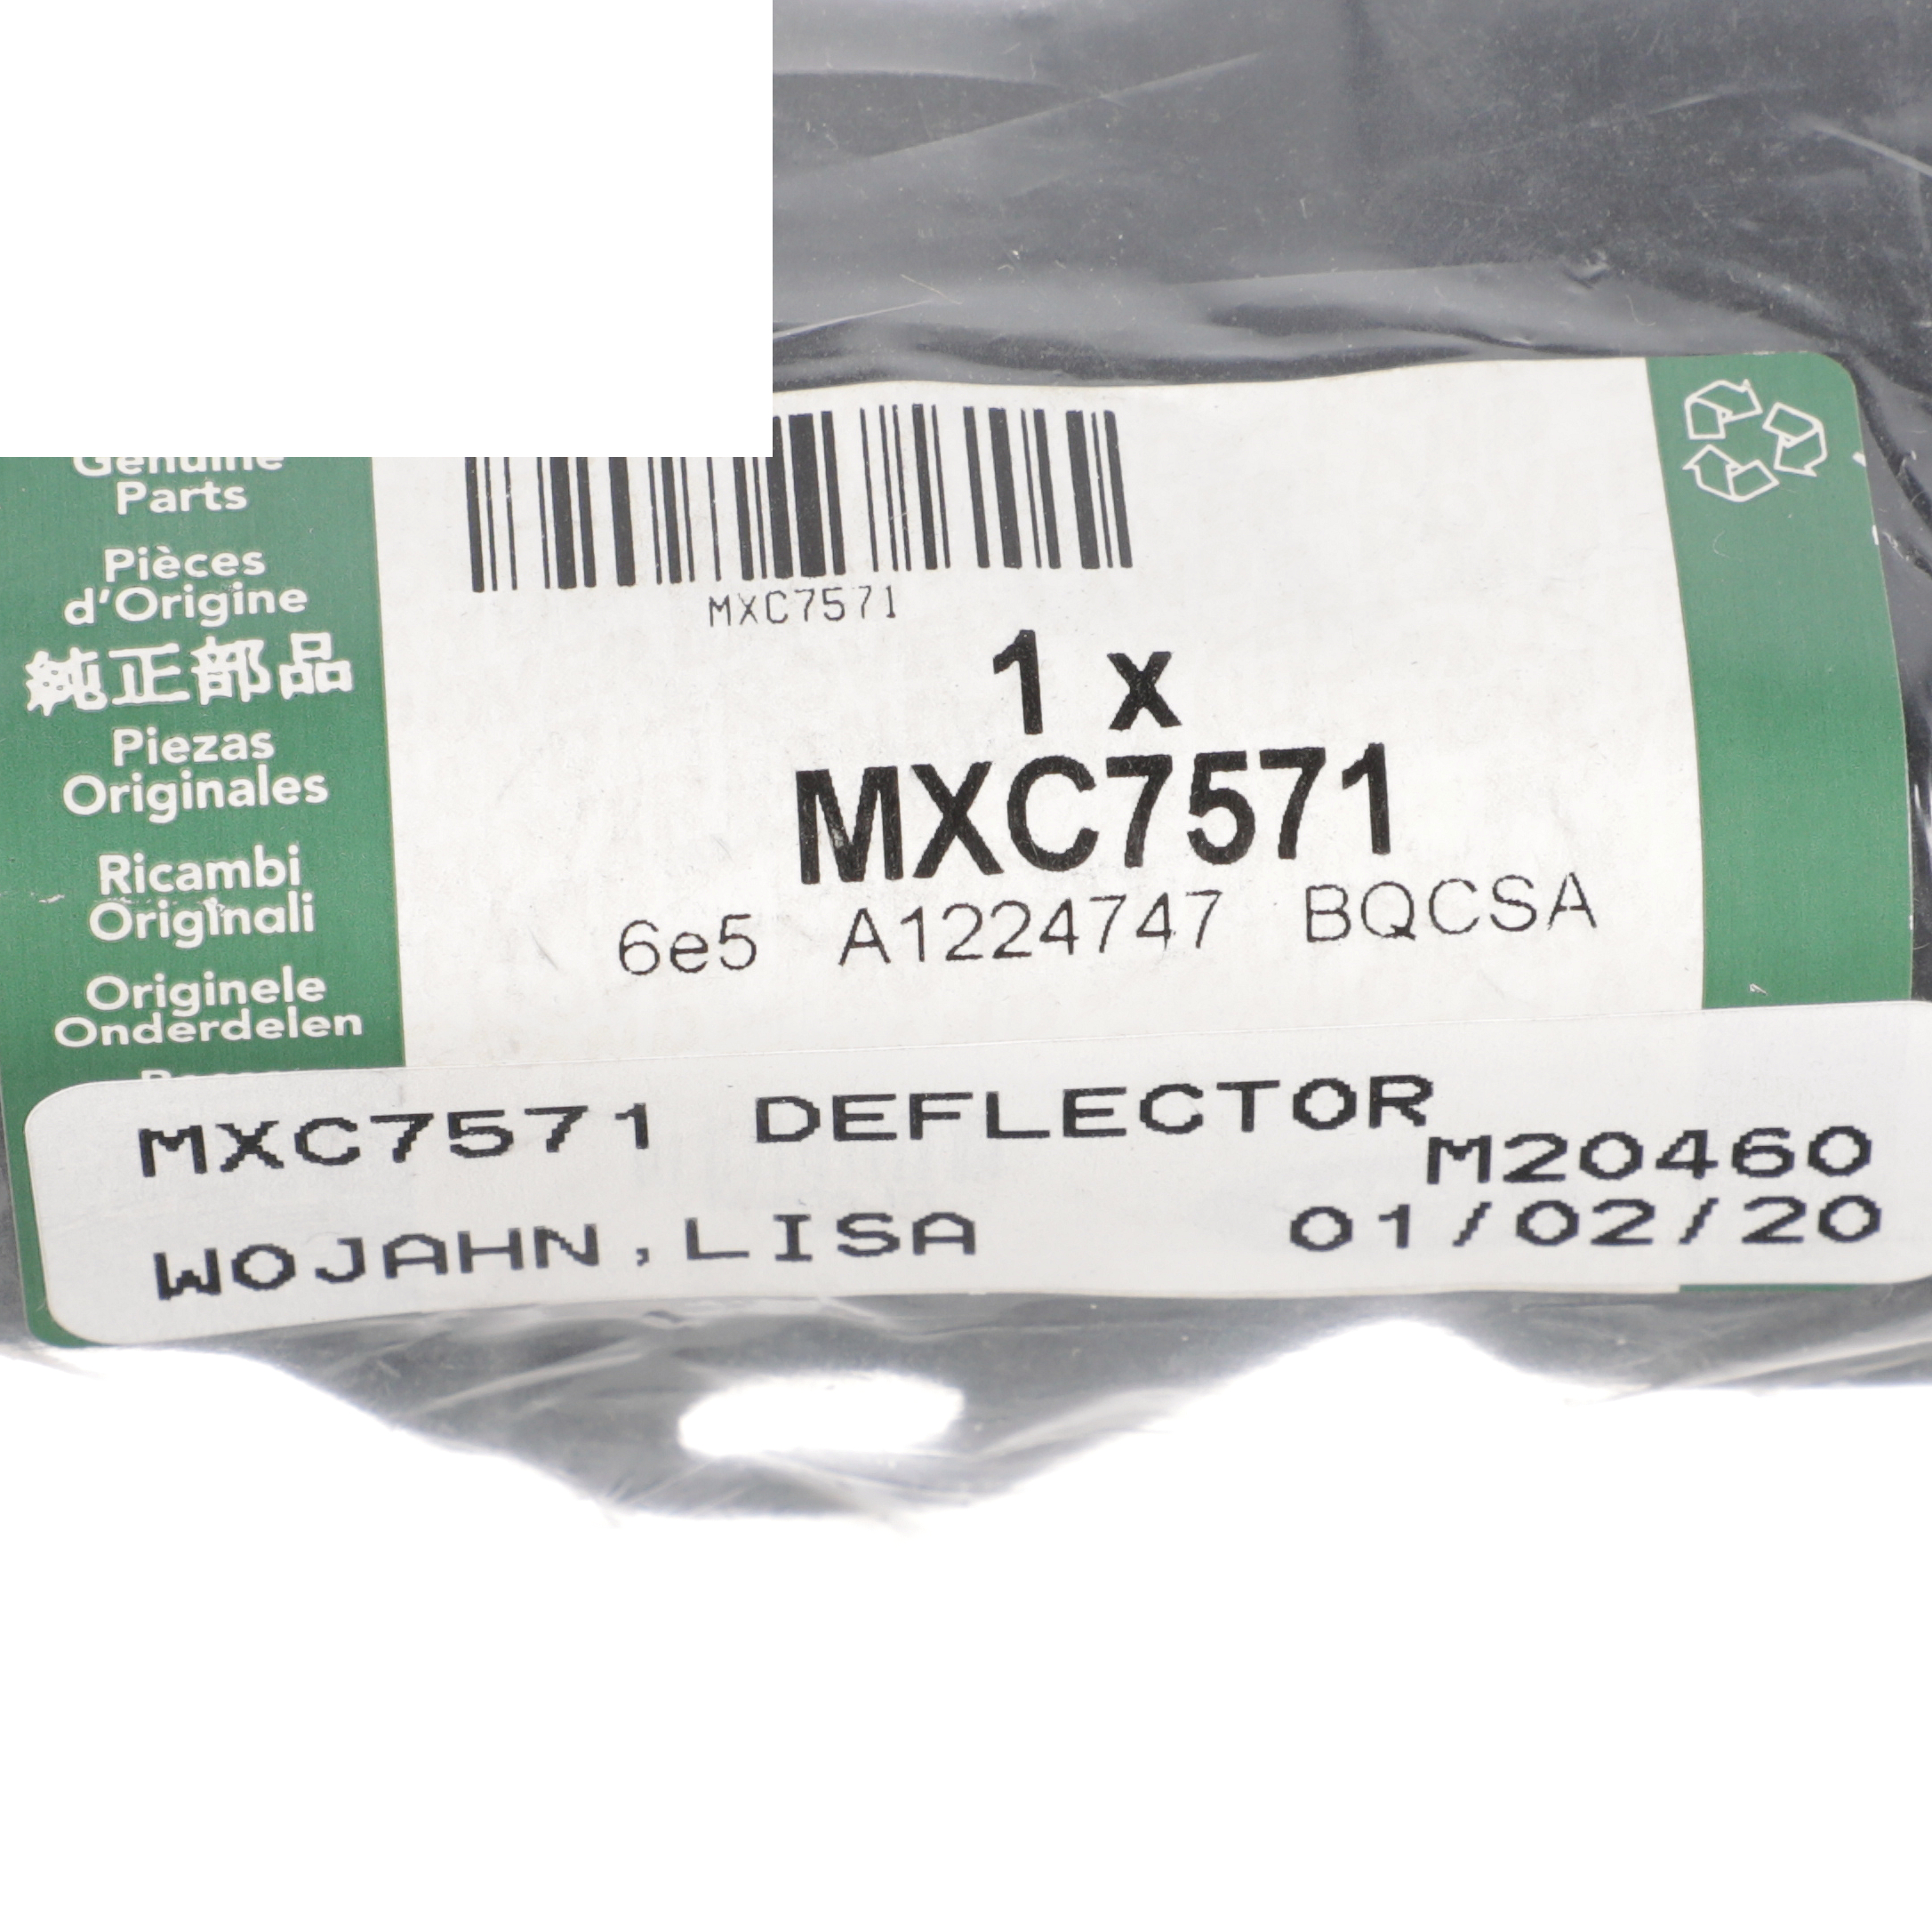 Genuine
Parts
Pièces
d'Origine
純正部品
Piezas
Originales
Ricambi
Originali
Originele
Onderdelen
MXC7571
1 x
MXC7571
6e5 A1224747 BQCSA
MXC7571 DEFLECTOR
M20460
WOJAHN,LISA 01/02/20